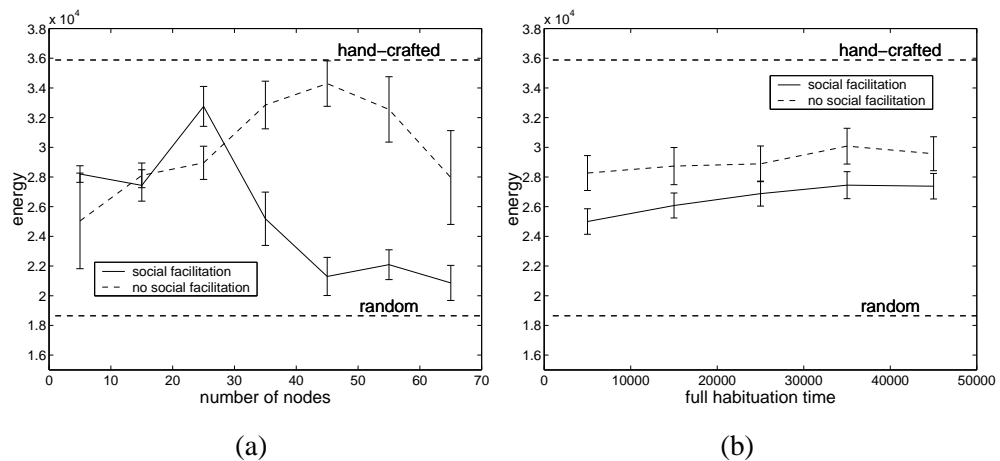 x 10⁴
3.8
3.6
3.4
3.2
3
2.8
2.6
2.4
2.2
2
1.8
1.6
energy
hand−crafted
social facilitation
no social facilitation
random
0 10 20 30 40 50 60 70
number of nodes
(a)
x 10⁴
3.8
3.6
3.4
3.2
3
2.8
2.6
2.4
2.2
2
1.8
1.6
energy
hand−crafted
social facilitation
no social facilitation
random
0 10000 20000 30000 40000 50000
full habituation time
(b)